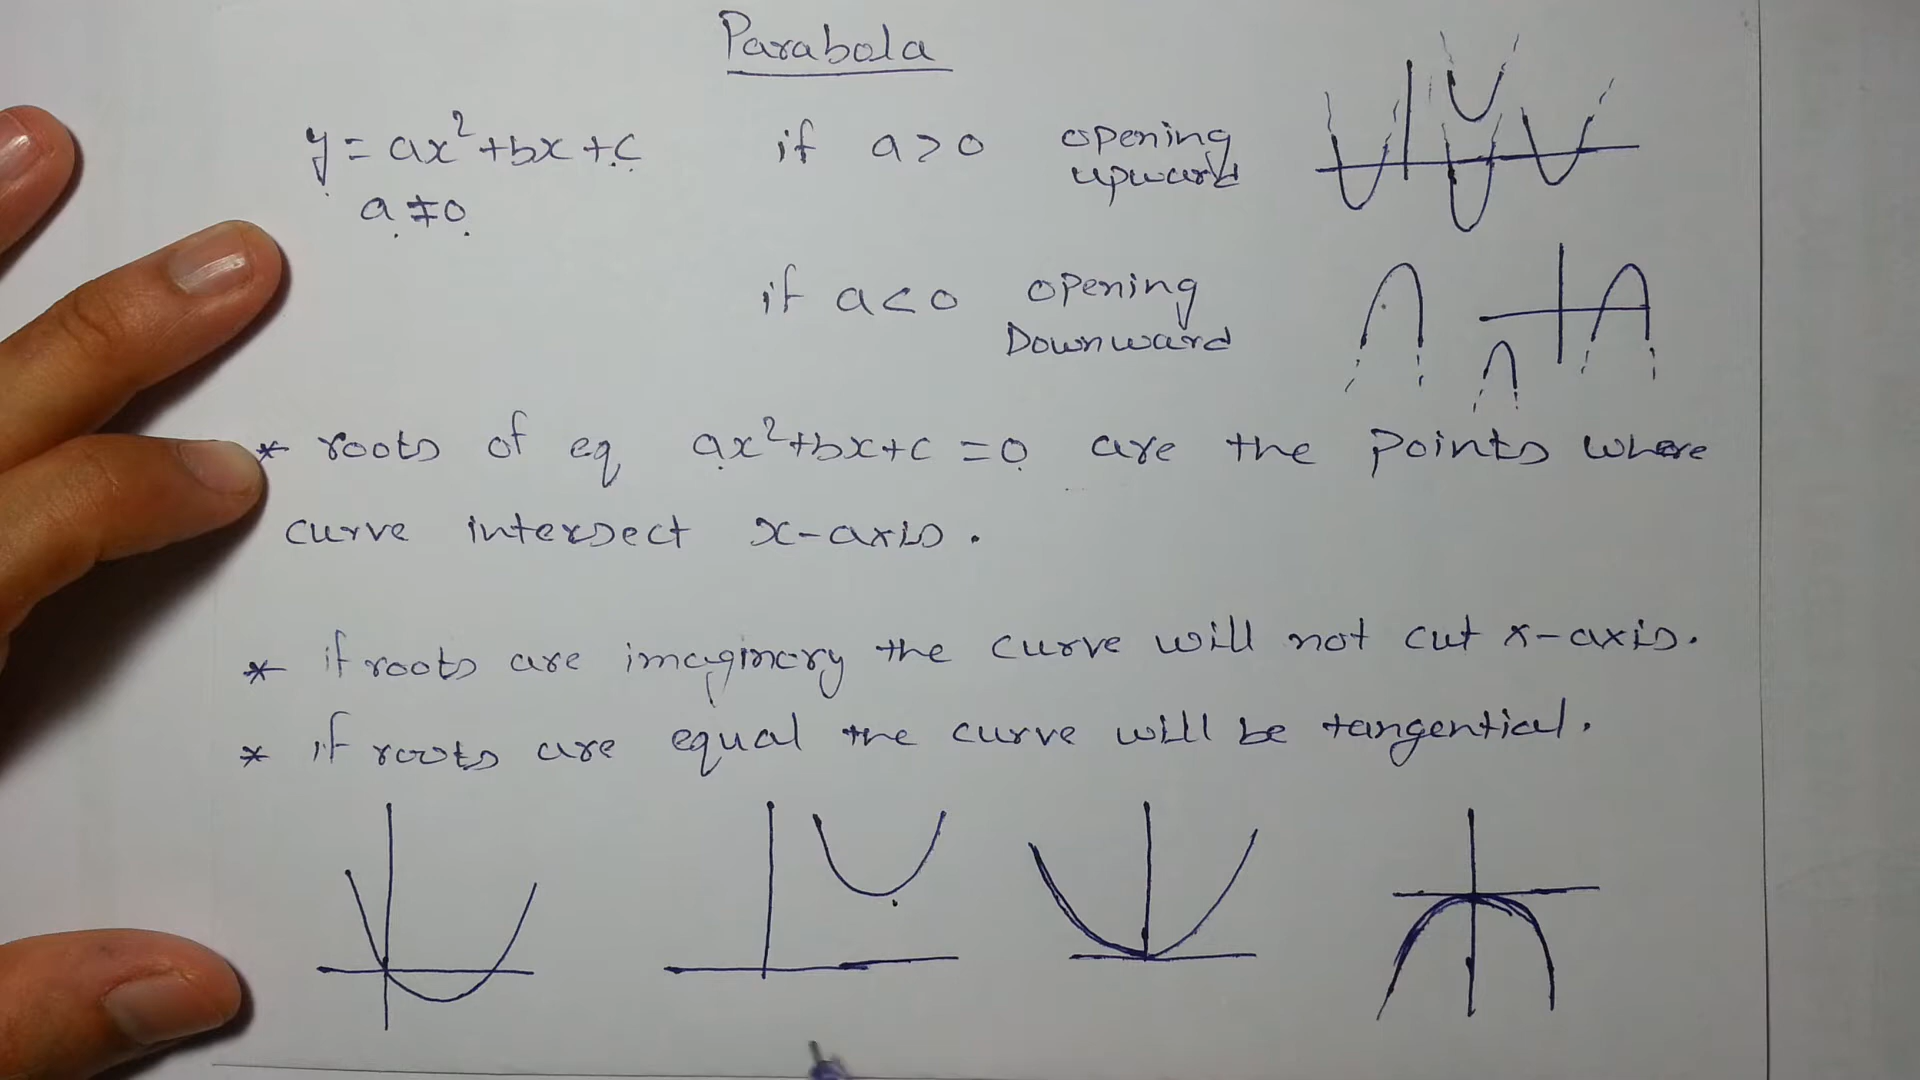 Parabola
y = ax² + bx + c if a > 0 opening upward
a ≠ 0
if a < 0 opening Downward
* roots of eq ax² + bx + c = 0 are the points where
curve intersect x-axis.
* if roots are imaginary the curve will not cut x-axis.
* if roots are equal the curve will be tangential.